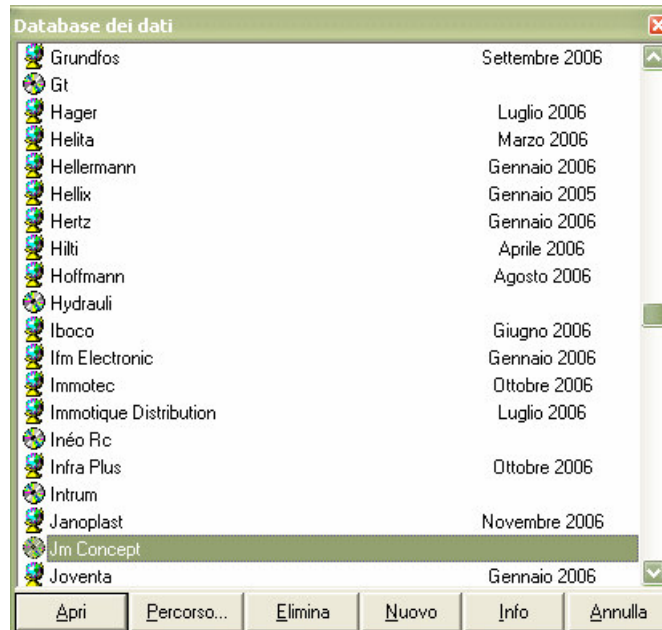 Database dei dati
Grundfos Settembre 2006
Gt
Hager Luglio 2006
Helita Marzo 2006
Hellermann Gennaio 2006
Hellix Gennaio 2005
Hertz Gennaio 2006
Hilti Aprile 2006
Hoffmann Agosto 2006
Hydrauli
Iboco Giugno 2006
Ifm Electronic Gennaio 2006
Immotec Ottobre 2006
Immotique Distribution Luglio 2006
Inéo Rc
Infra Plus Ottobre 2006
Intrum
Janoplast Novembre 2006
Jm Concept
Joventa Gennaio 2006
Apri Percorso... Elimina Nuovo Info Annulla